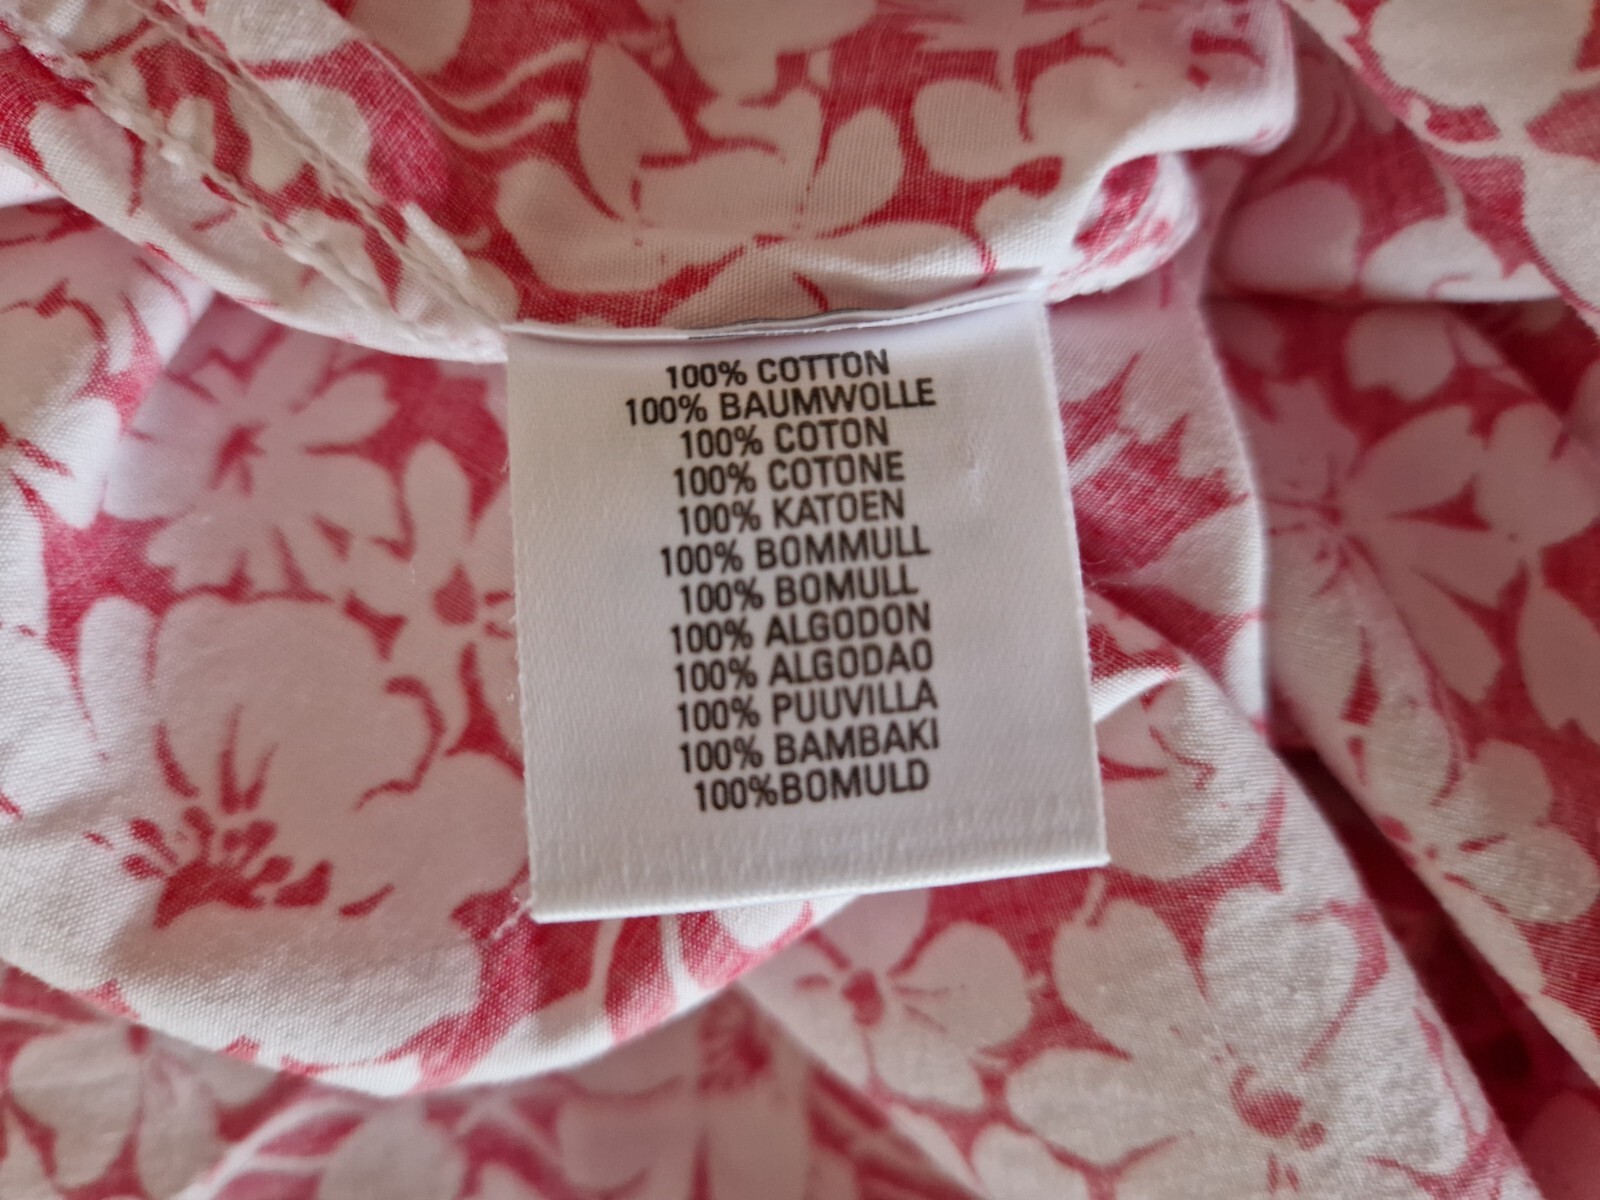 100% COTTON
100% BAUMWOLLE
100% COTON
100% COTONE
100% KATOEN
100% BOMMULL
100% BOMULL
100% ALGODON
100% ALGODAO
100% PUUVILLA
100% BAMBAKI
100%BOMULD